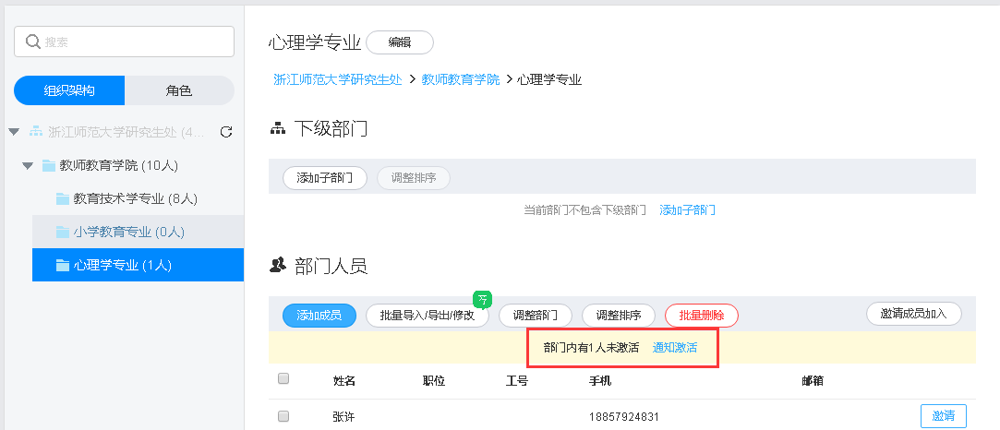 搜索
组织架构 角色
浙江师范大学研究生处 (4...
教师教育学院 (10人)
教育技术学专业 (8人)
小学教育专业 (0人)
心理学专业 (1人)
心理学专业 编辑
浙江师范大学研究生处 > 教师教育学院 > 心理学专业
下级部门
添加子部门 调整排序
当前部门不包含下级部门 添加子部门
部门人员
荐
添加成员 批量导入/导出/修改 调整部门 调整排序 批量删除 邀请成员加入
部门内有1人未激活 通知激活
姓名 职位 工号 手机 邮箱
张许 18857924831 邀请